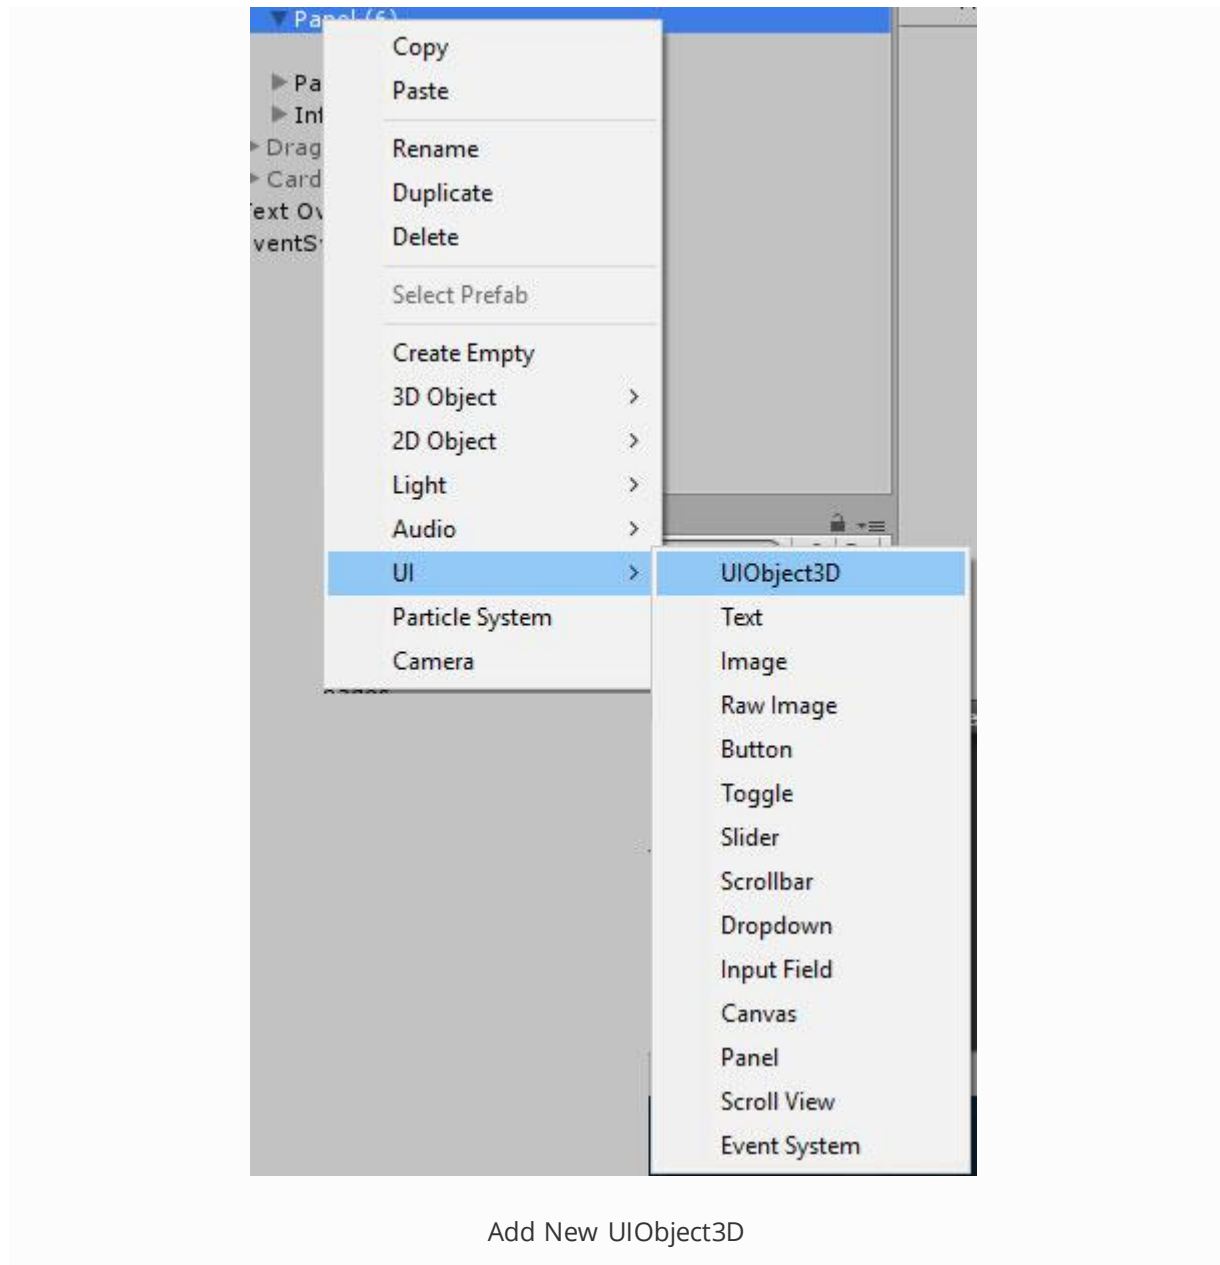 Copy
Paste
Rename
Duplicate
Delete
Select Prefab
Create Empty
3D Object
2D Object
Light
Audio
UI
Particle System
Camera
UIObject3D
Text
Image
Raw Image
Button
Toggle
Slider
Scrollbar
Dropdown
Input Field
Canvas
Panel
Scroll View
Event System
Add New UIObject3D